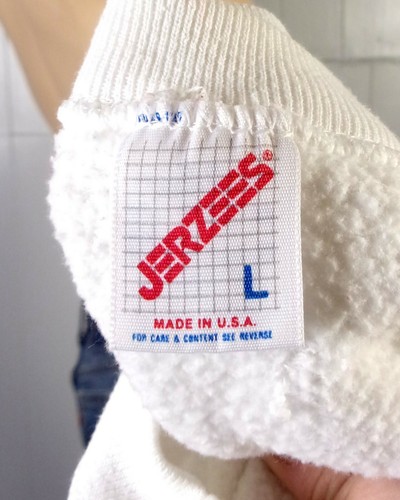 JERZEES®
L
MADE IN U.S.A.
FOR CARE & CONTENT SEE REVERSE